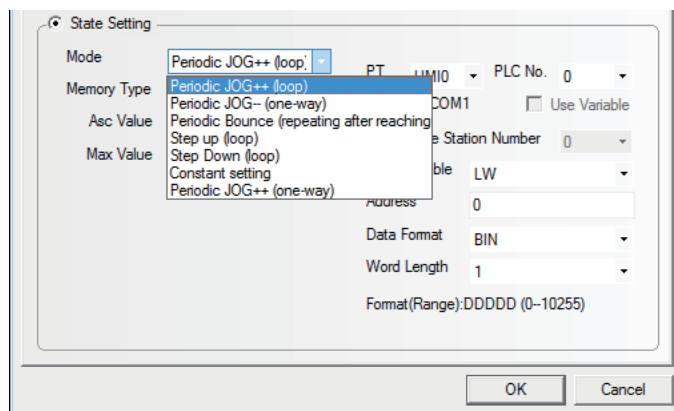 State Setting
Mode
Periodic JOG++ (loop)
Memory Type
Asc Value
Max Value
Periodic JOG++ (loop)
Periodic JOG-- (one-way)
Periodic Bounce (repeating after reaching
Step up (loop)
Step Down (loop)
Constant setting
Periodic JOG++ (one-way)
PT HMI0 PLC No. 0
COM1 Use Variable
Station Number 0
LW
Address 0
Data Format BIN
Word Length 1
Format(Range):DDDDD (0--10255)
OK Cancel